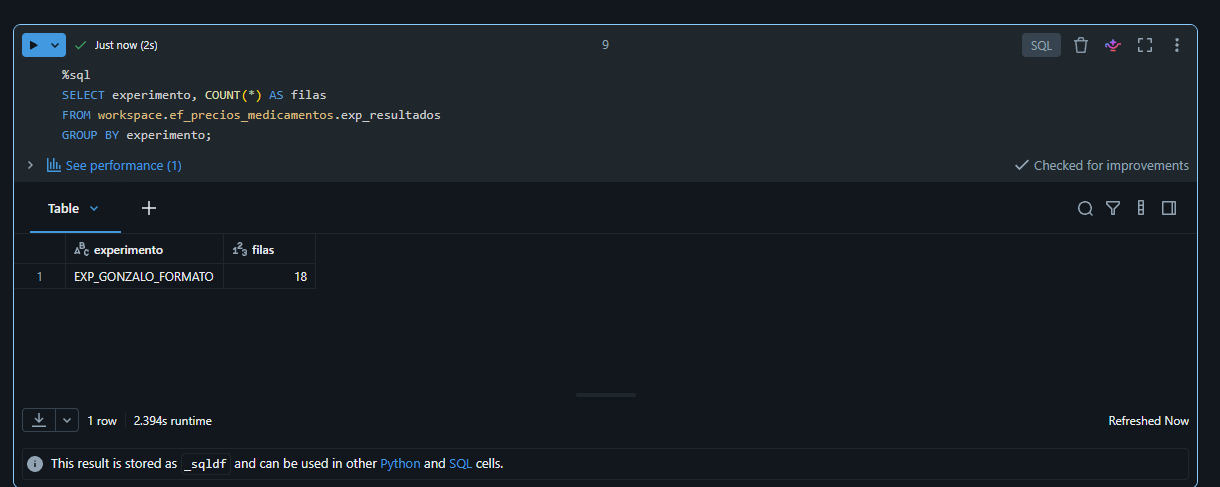 Just now (2s)
9
SQL
%sql
SELECT experimento, COUNT(*) AS filas
FROM workspace.ef_precios_medicamentos.exp_resultados
GROUP BY experimento;
See performance (1)
Checked for improvements
Table
ABC experimento
123 filas
1 EXP_GONZALO_FORMATO 18
1 row 2.394s runtime
Refreshed Now
This result is stored as _sqldf and can be used in other Python and SQL cells.